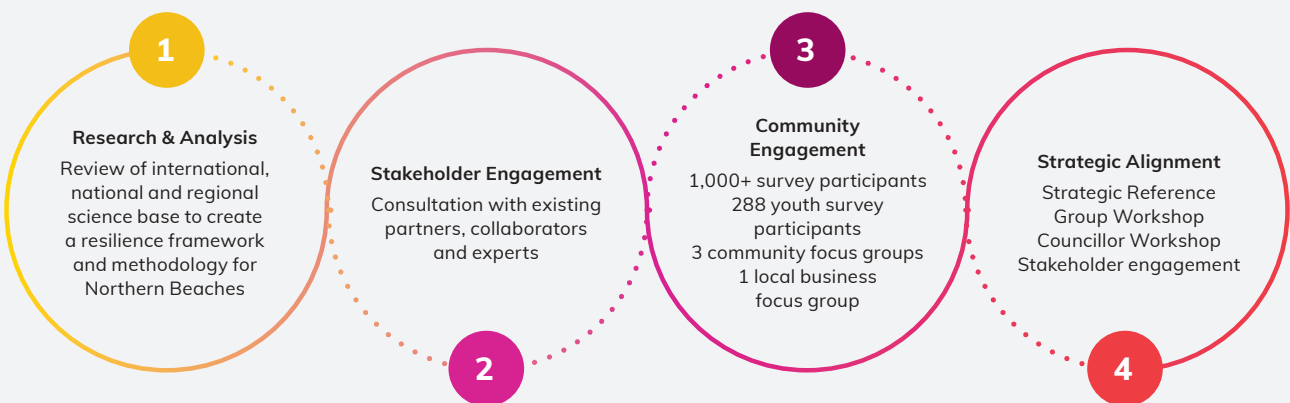 1
Research & Analysis
Review of international,
national and regional
science base to create
a resilience framework
and methodology for
Northern Beaches
2
Stakeholder Engagement
Consultation with existing
partners, collaborators
and experts
3
Community
Engagement
1,000+ survey participants
288 youth survey
participants
3 community focus groups
1 local business
focus group
4
Strategic Alignment
Strategic Reference
Group Workshop
Councillor Workshop
Stakeholder engagement